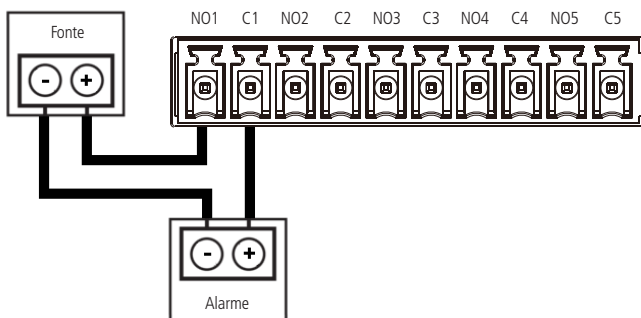 NO1 C1 NO2 C2 NO3 C3 NO4 C4 NO5 C5
Fonte
- +
- +
Alarme